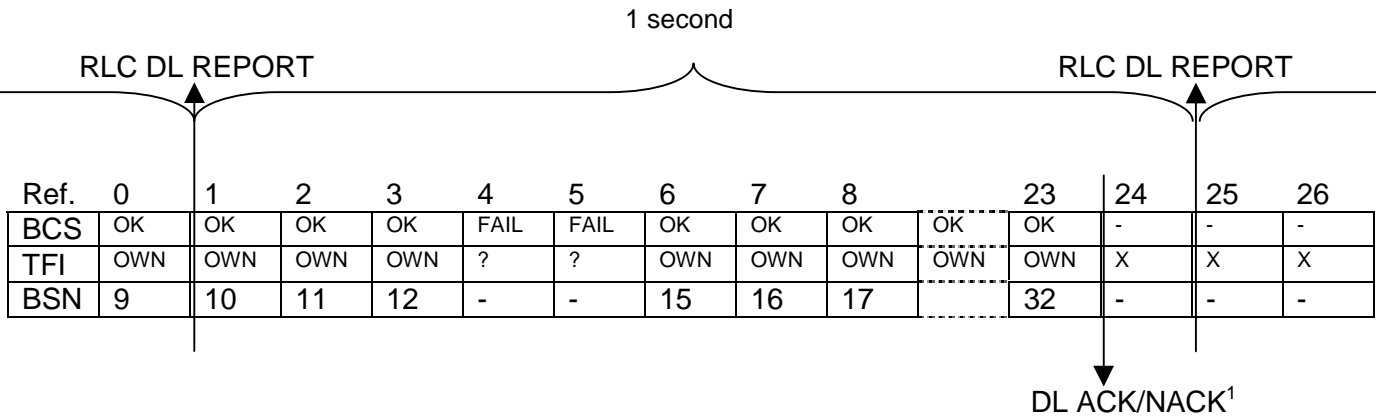 1 second
RLC DL REPORT RLC DL REPORT
Ref. 0 1 2 3 4 5 6 7 8 23 24 25 26
BCS OK OK OK OK FAIL FAIL OK OK OK OK OK - - -
TFI OWN OWN OWN OWN ? ? OWN OWN OWN OWN OWN X X X
BSN 9 10 11 12 - - 15 16 17 32 - - -
DL ACK/NACK¹